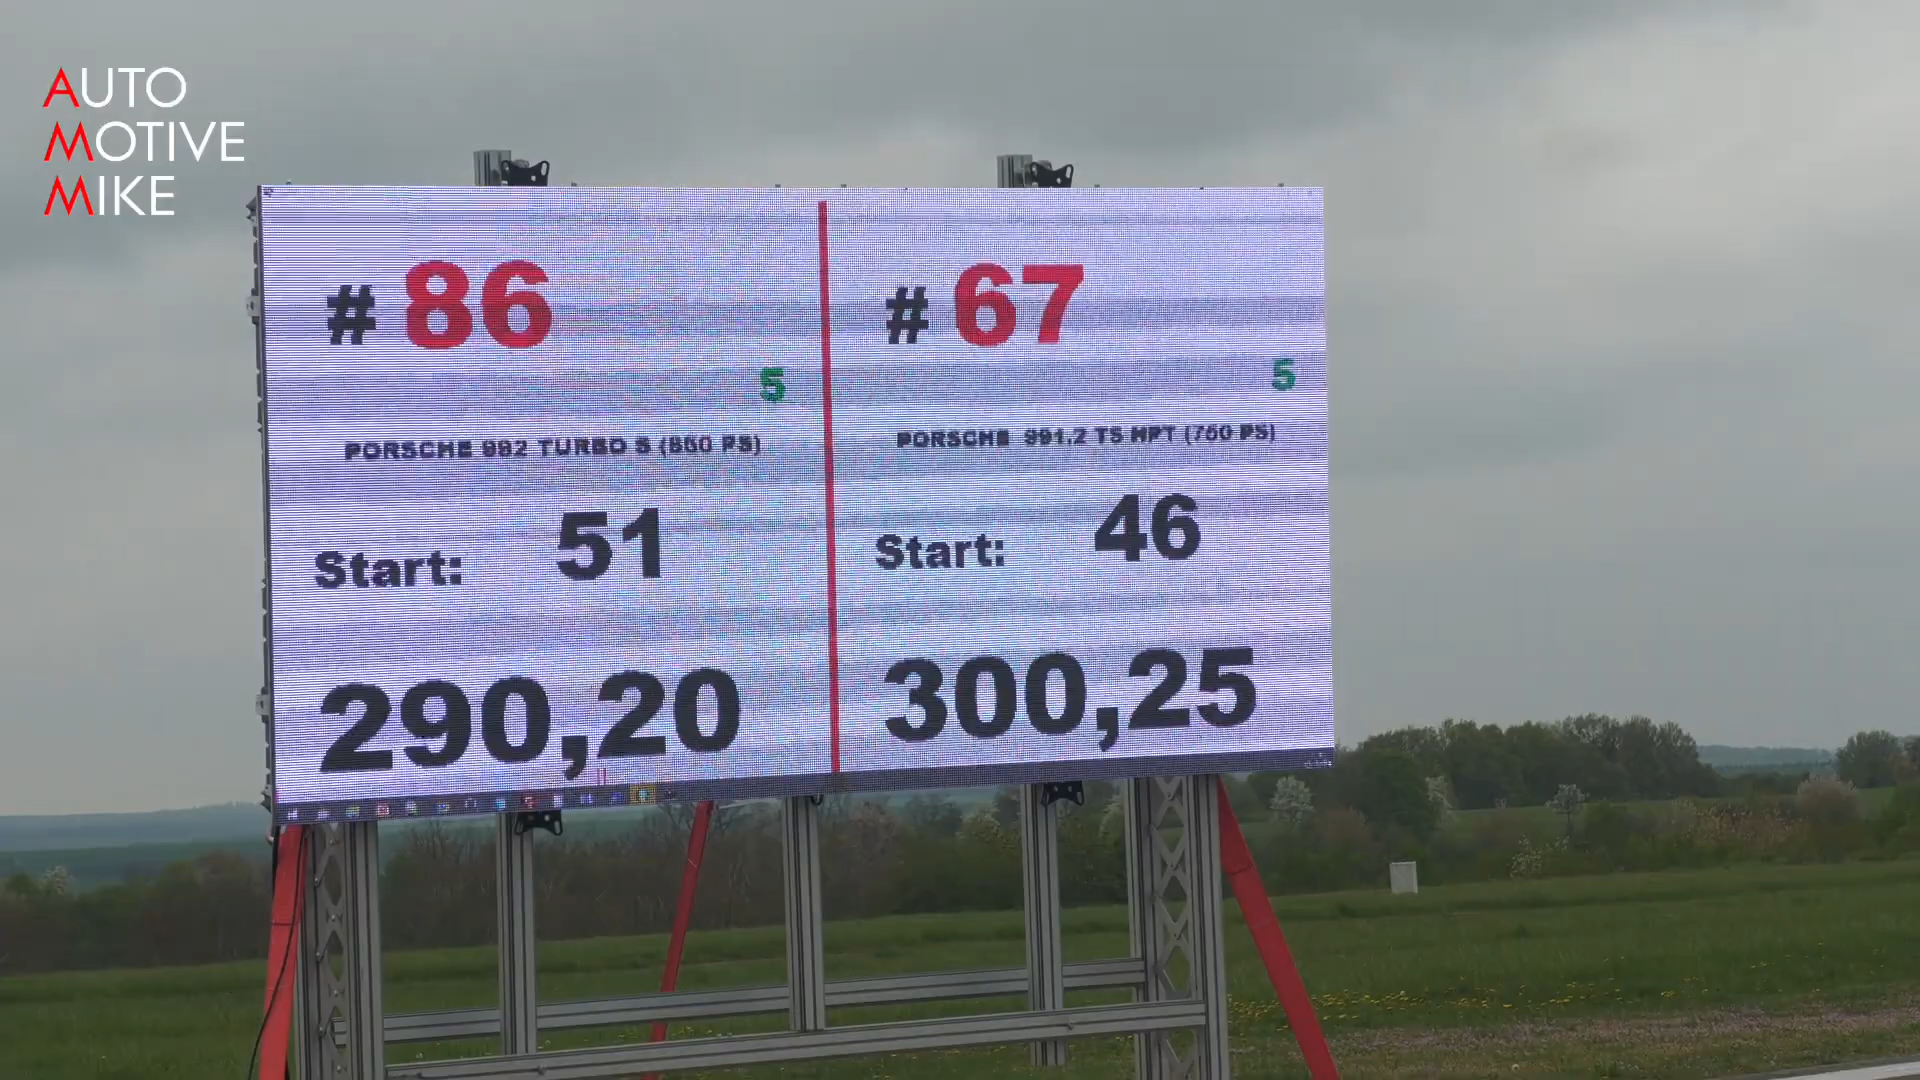 AUTO
MOTIVE
MIKE
# 86
5
PORSCHE 992 TURBO S (850 PS)
Start: 51
290,20
# 67
5
PORSCHE 991.2 TS HPT (750 PS)
Start: 46
300,25